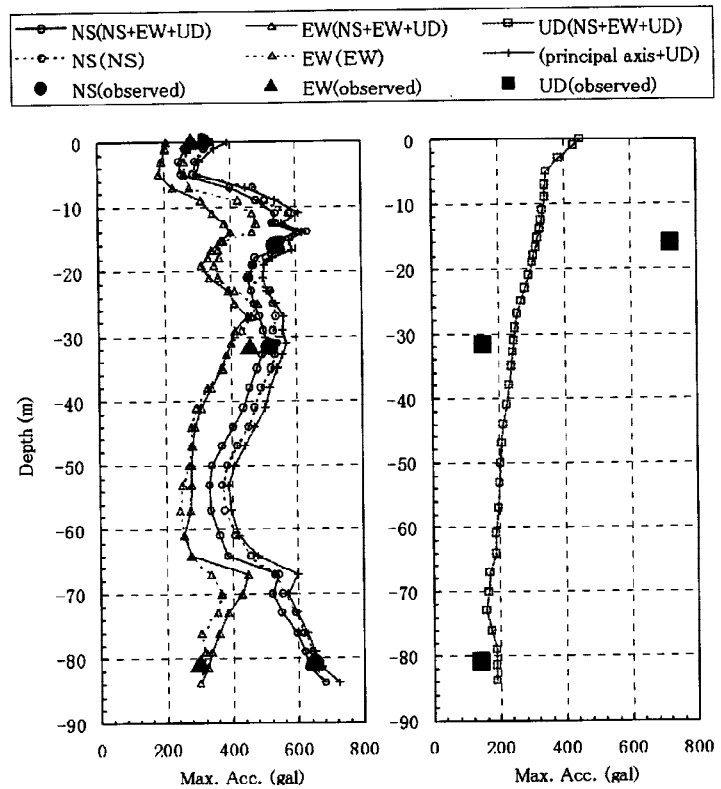 NS(NS+EW+UD) EW(NS+EW+UD) UD(NS+EW+UD)
NS(NS) EW(EW) (principal axis+UD)
NS(observed) EW(observed) UD(observed)
0
-10
-20
-30
-40
-50
-60
-70
-80
-90
Depth (m)
0 200 400 600 800
Max. Acc. (gal)
0
-10
-20
-30
-40
-50
-60
-70
-80
-90
0 200 400 600 800
Max. Acc. (gal)